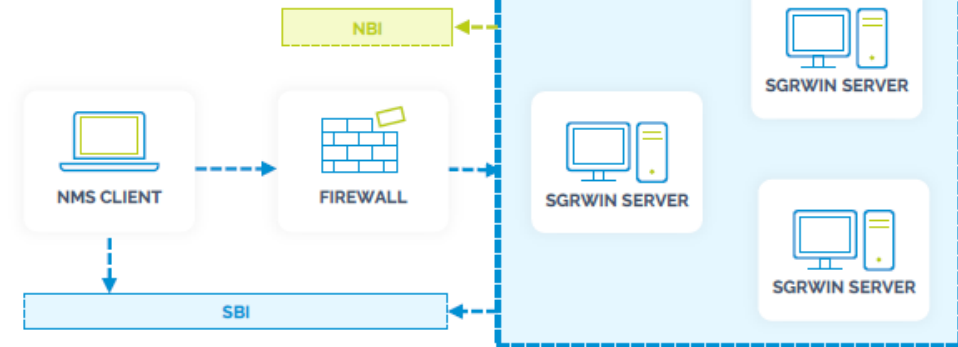 NBI
SGRWIN SERVER
NMS CLIENT
FIREWALL
SGRWIN SERVER
SGRWIN SERVER
SBI